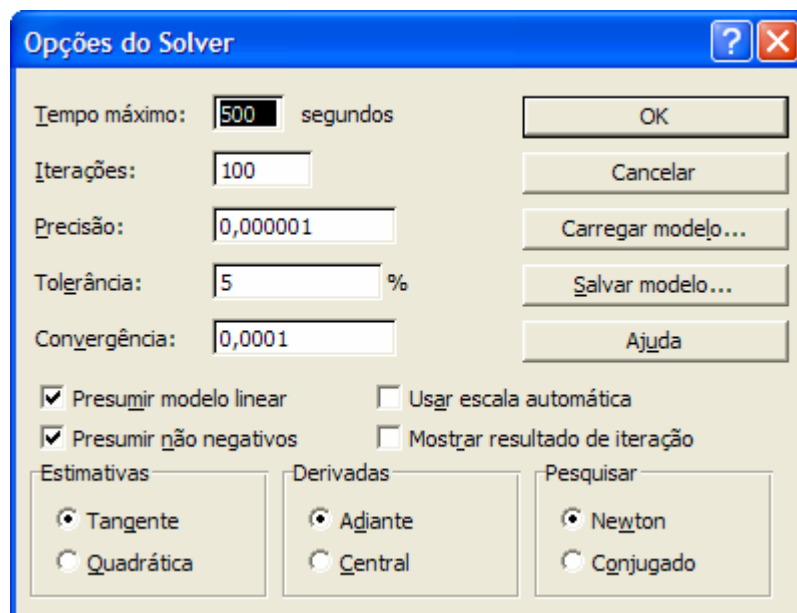 Opções do Solver
Tempo máximo: 500 segundos
OK
Iterações: 100
Cancelar
Precisão: 0,000001
Carregar modelo...
Tolerância: 5 %
Salvar modelo...
Convergência: 0,0001
Ajuda
Presumir modelo linear
Usar escala automática
Presumir não negativos
Mostrar resultado de iteração
Estimativas
Tangente
Quadrática
Derivadas
Adiante
Central
Pesquisar
Newton
Conjugado